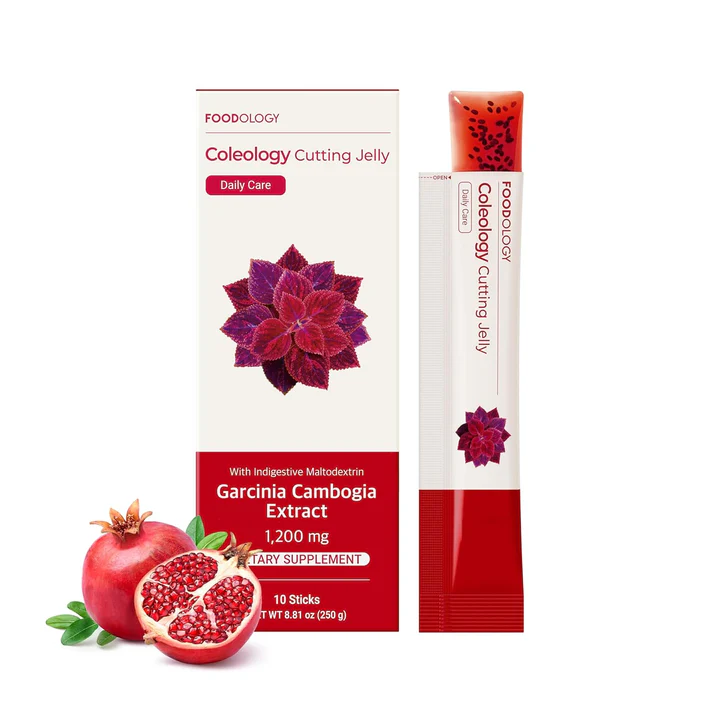 FOODOLOGY
Coleology Cutting Jelly
Daily Care
With Indigestive Maltodextrin
Garcinia Cambogia
Extract
1,200 mg
TARY SUPPLEMENT
10 Sticks
T WT 8.81 oz (250 g)
OPEN
FOODOLOGY
Coleology Cutting Jelly
Daily Care